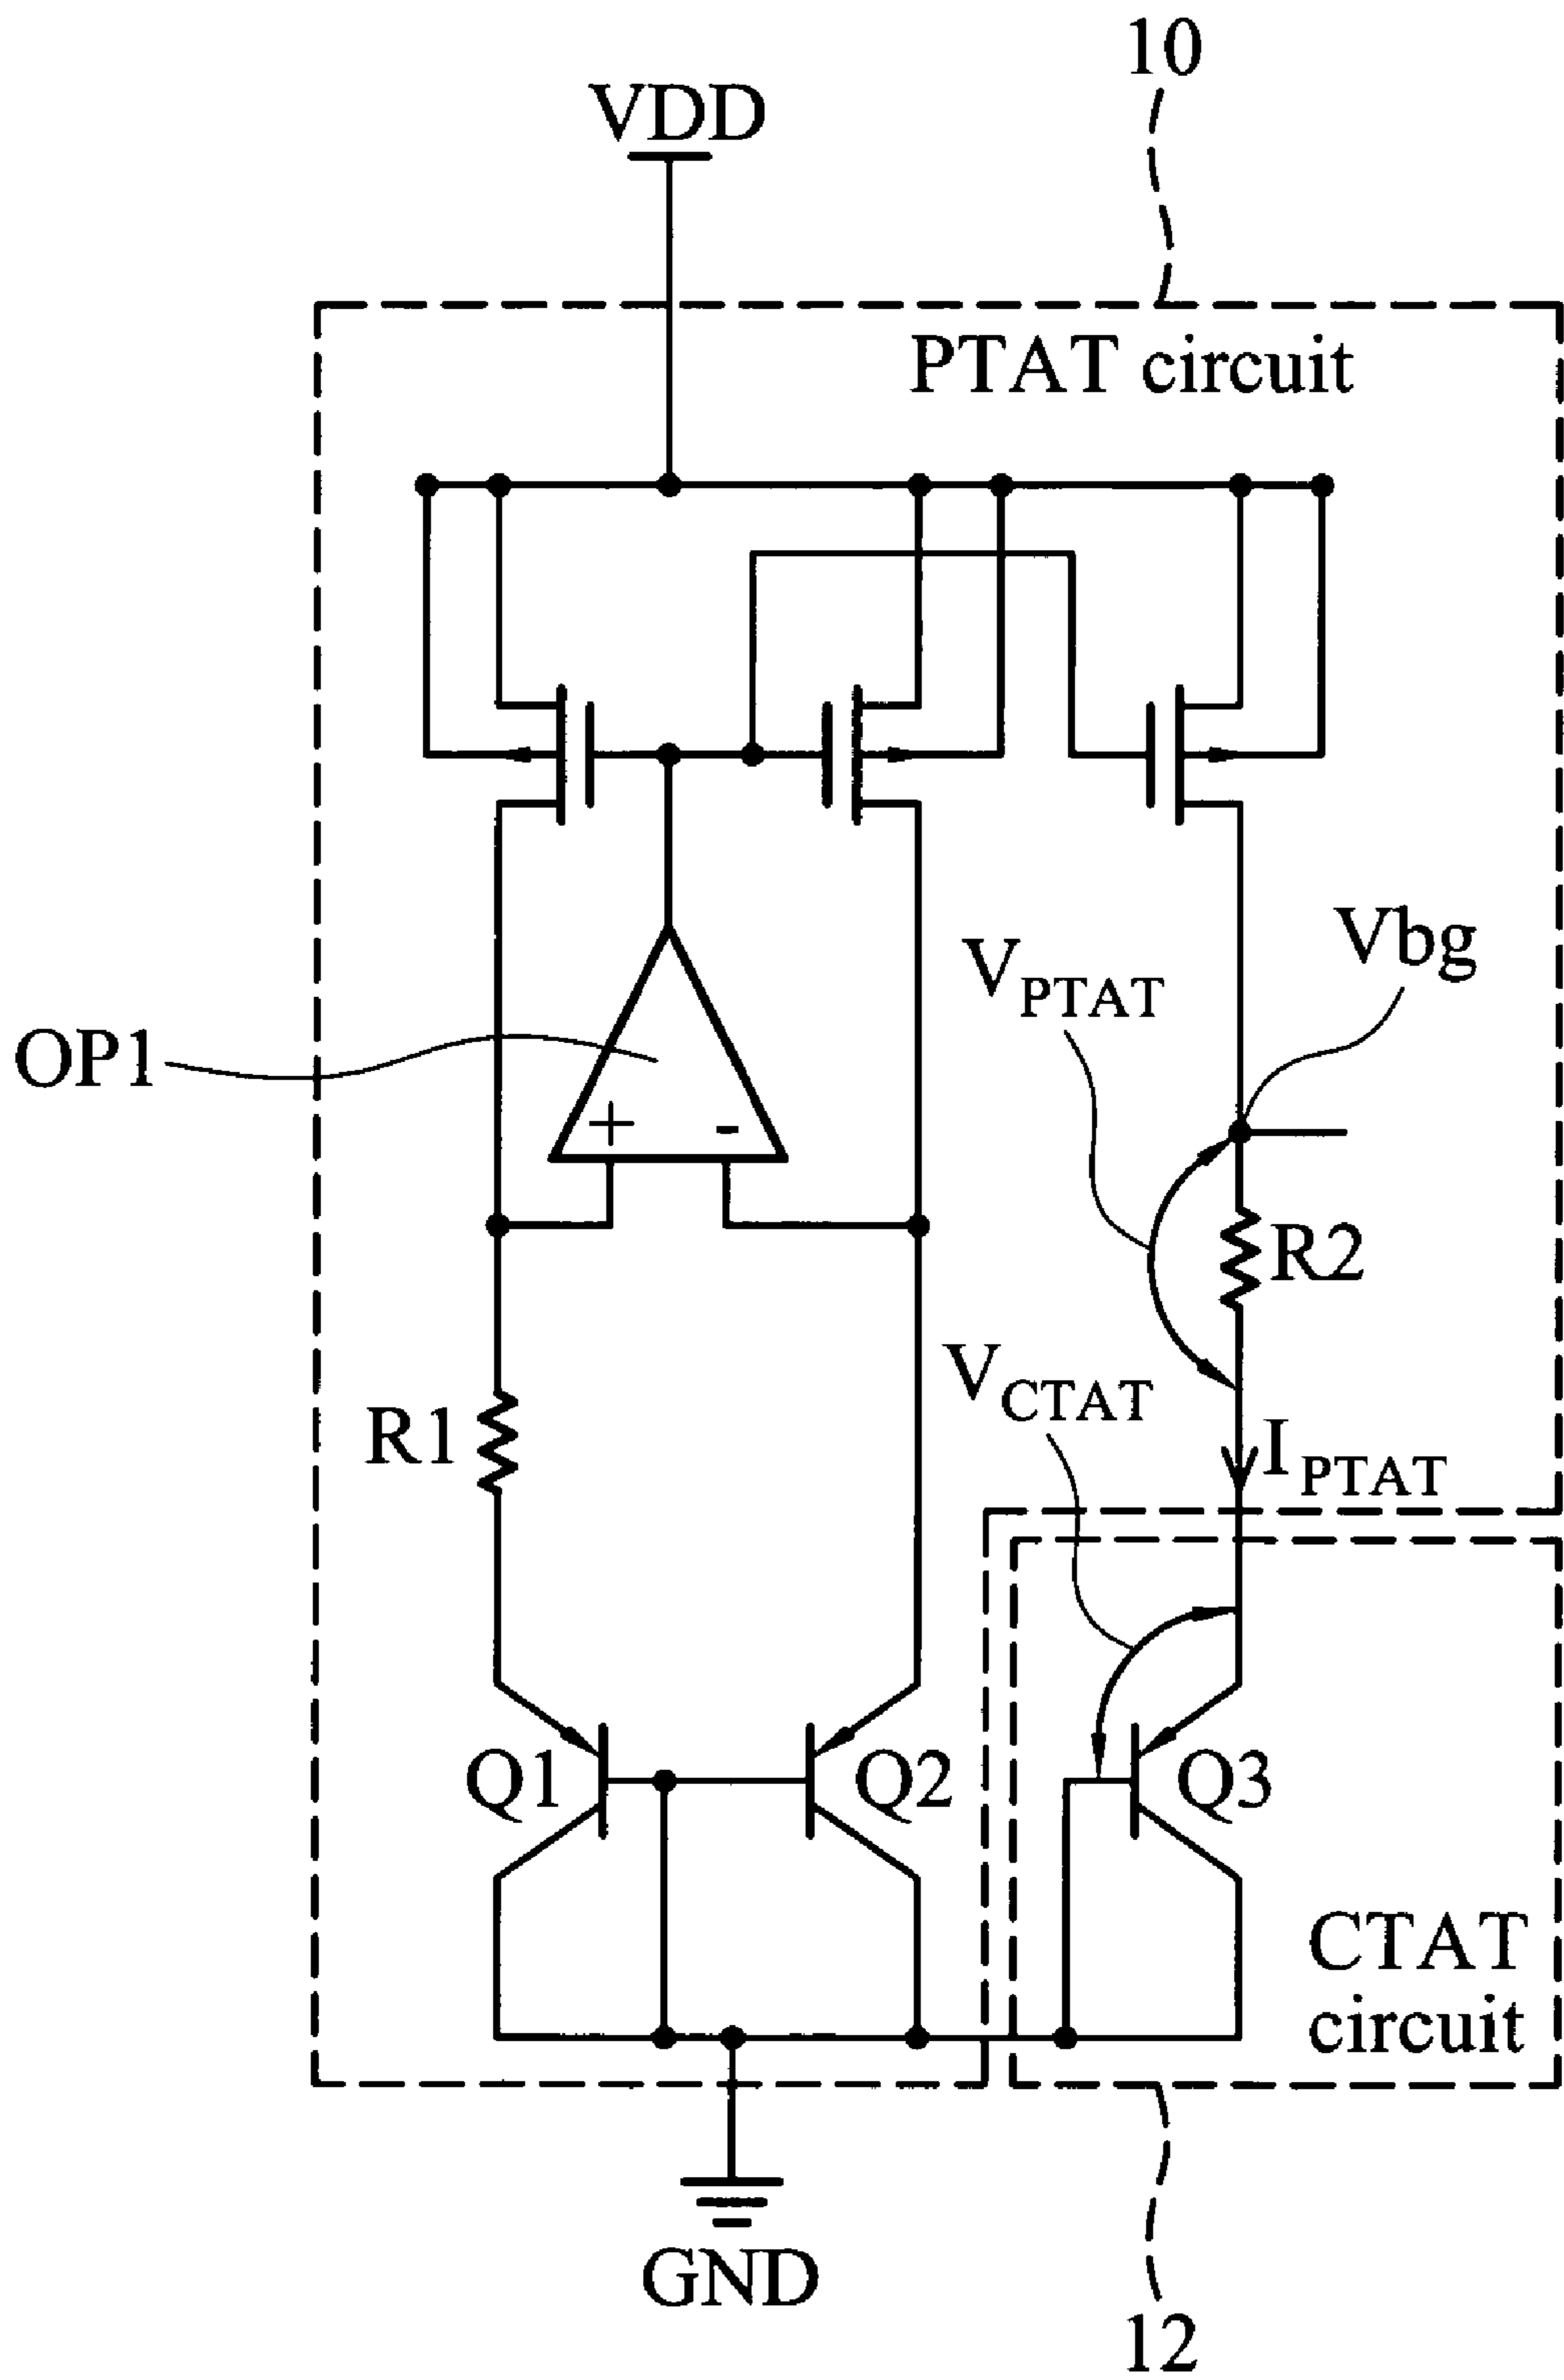 10
VDD
PTAT circuit
Vbg
VPTAT
OP1
+ -
R2
VCTAT
R1
IPTAT
Q1
Q2
Q3
CTAT
circuit
GND
12